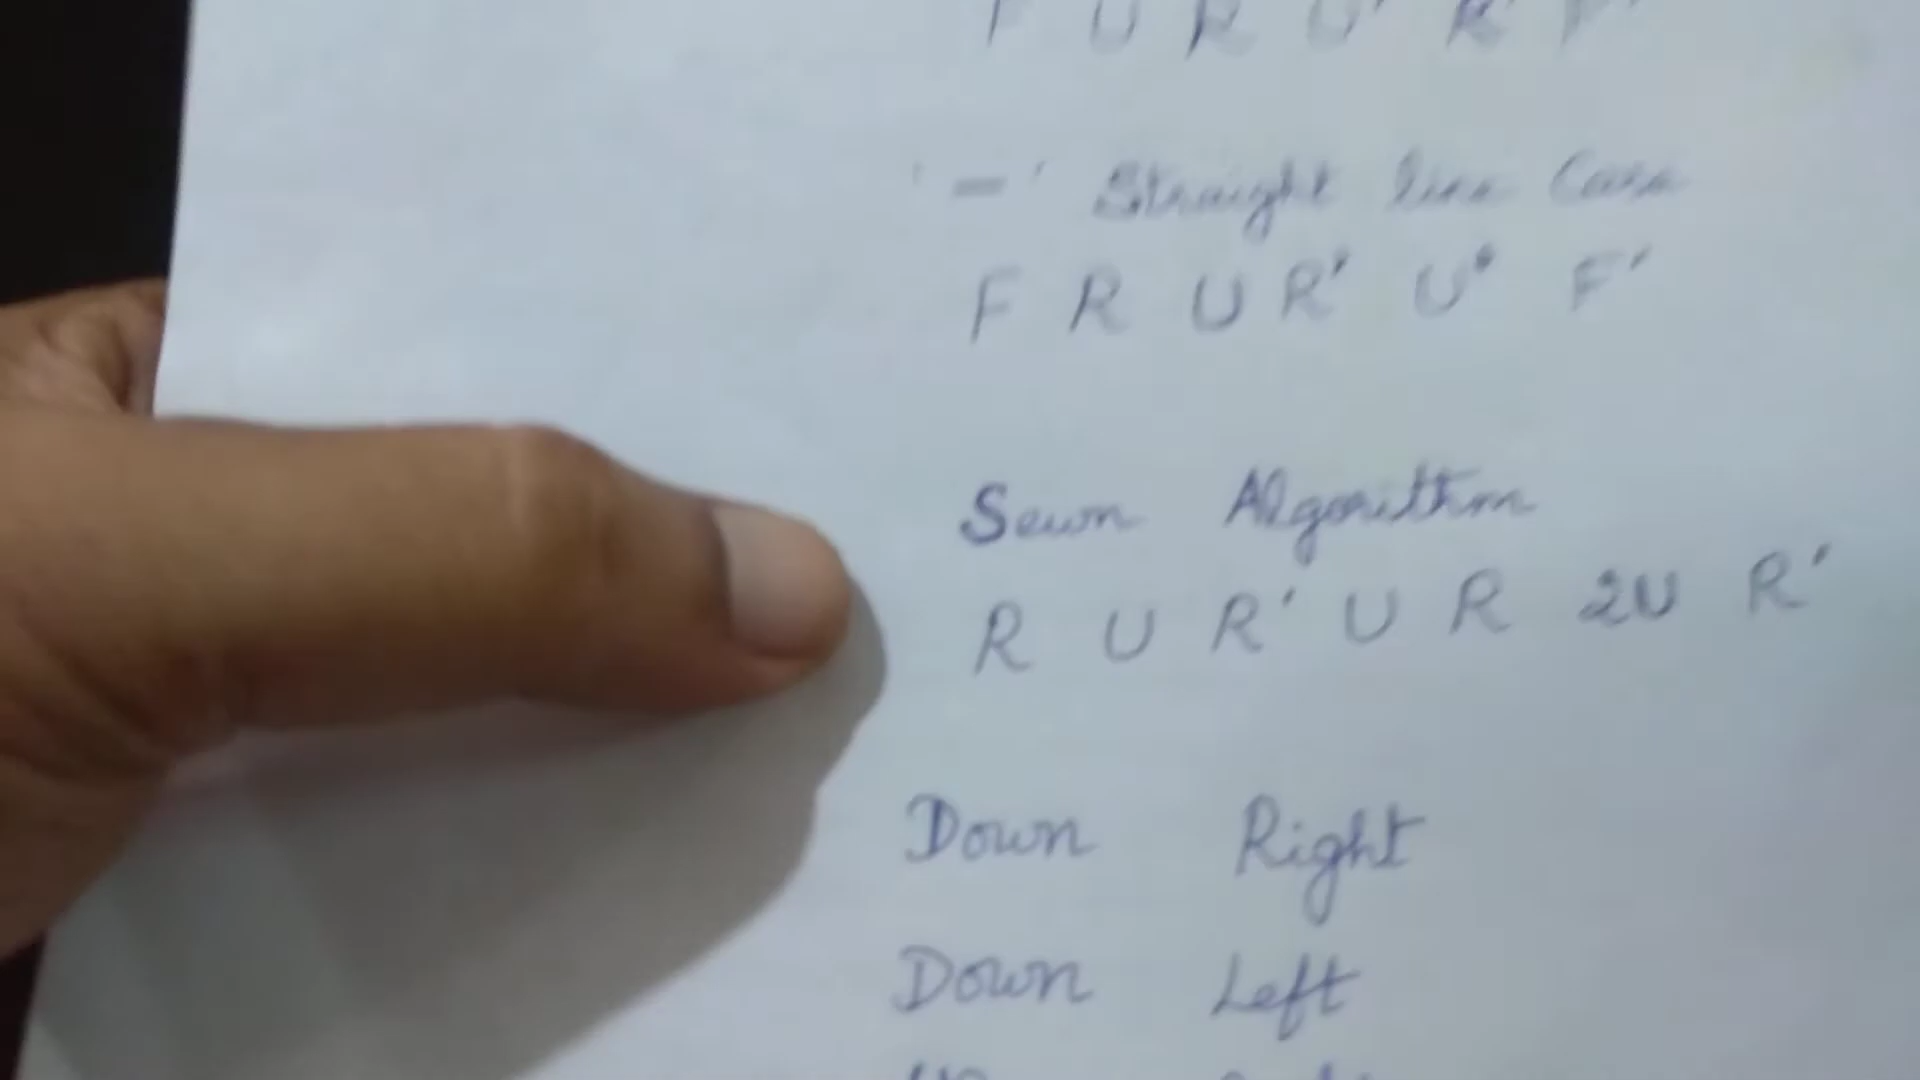 F U R U' R' F'
'—' Straight line Case
F R U R' U' F'
Sewn Algorithm
R U R' U R 2U R'
Down Right
Down Left